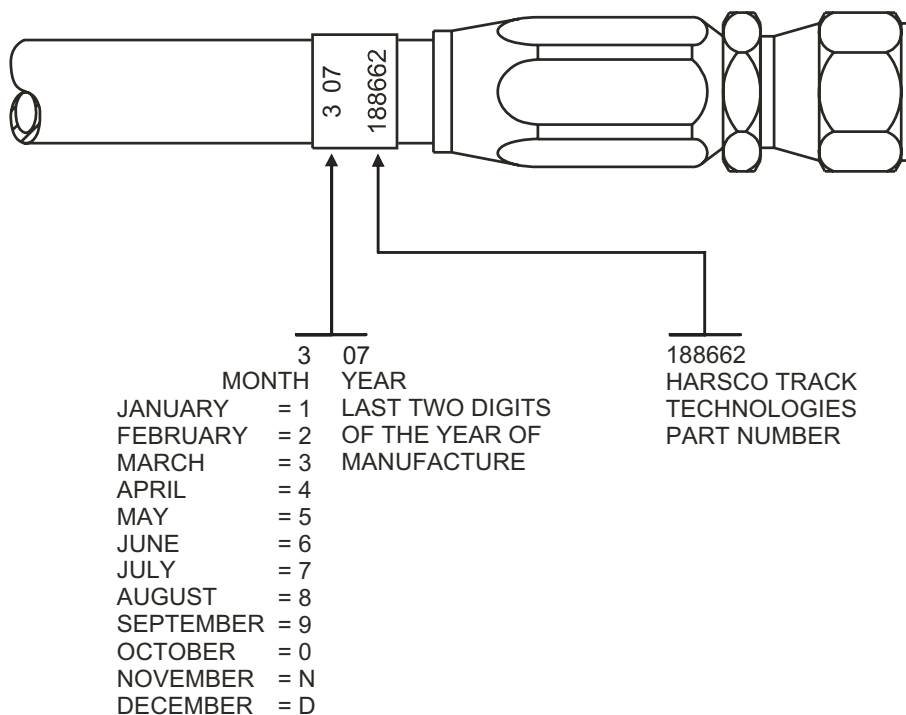 3 07
188662
3 07
MONTH YEAR
JANUARY = 1
FEBRUARY = 2
MARCH = 3
APRIL = 4
MAY = 5
JUNE = 6
JULY = 7
AUGUST = 8
SEPTEMBER = 9
OCTOBER = 0
NOVEMBER = N
DECEMBER = D
LAST TWO DIGITS
OF THE YEAR OF
MANUFACTURE
188662
HARSCO TRACK
TECHNOLOGIES
PART NUMBER